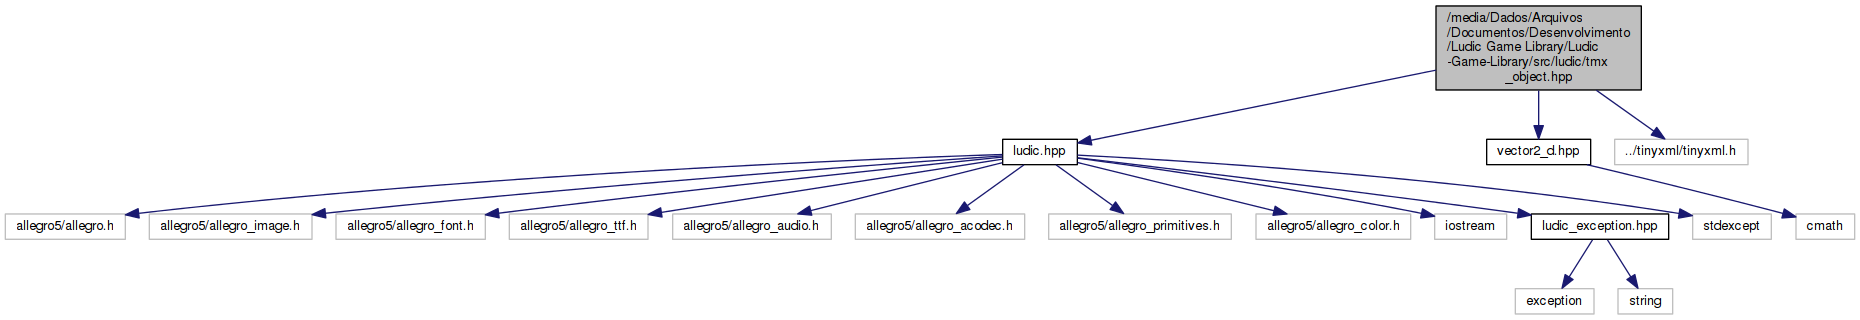 /media/Dados/Arquivos
/Documentos/Desenvolvimento
/Ludic Game Library/Ludic
-Game-Library/src/ludic/tmx
_object.hpp
ludic.hpp
vector2_d.hpp
../tinyxml/tinyxml.h
allegro5/allegro.h
allegro5/allegro_image.h
allegro5/allegro_font.h
allegro5/allegro_ttf.h
allegro5/allegro_audio.h
allegro5/allegro_acodec.h
allegro5/allegro_primitives.h
allegro5/allegro_color.h
iostream
ludic_exception.hpp
stdexcept
cmath
exception
string